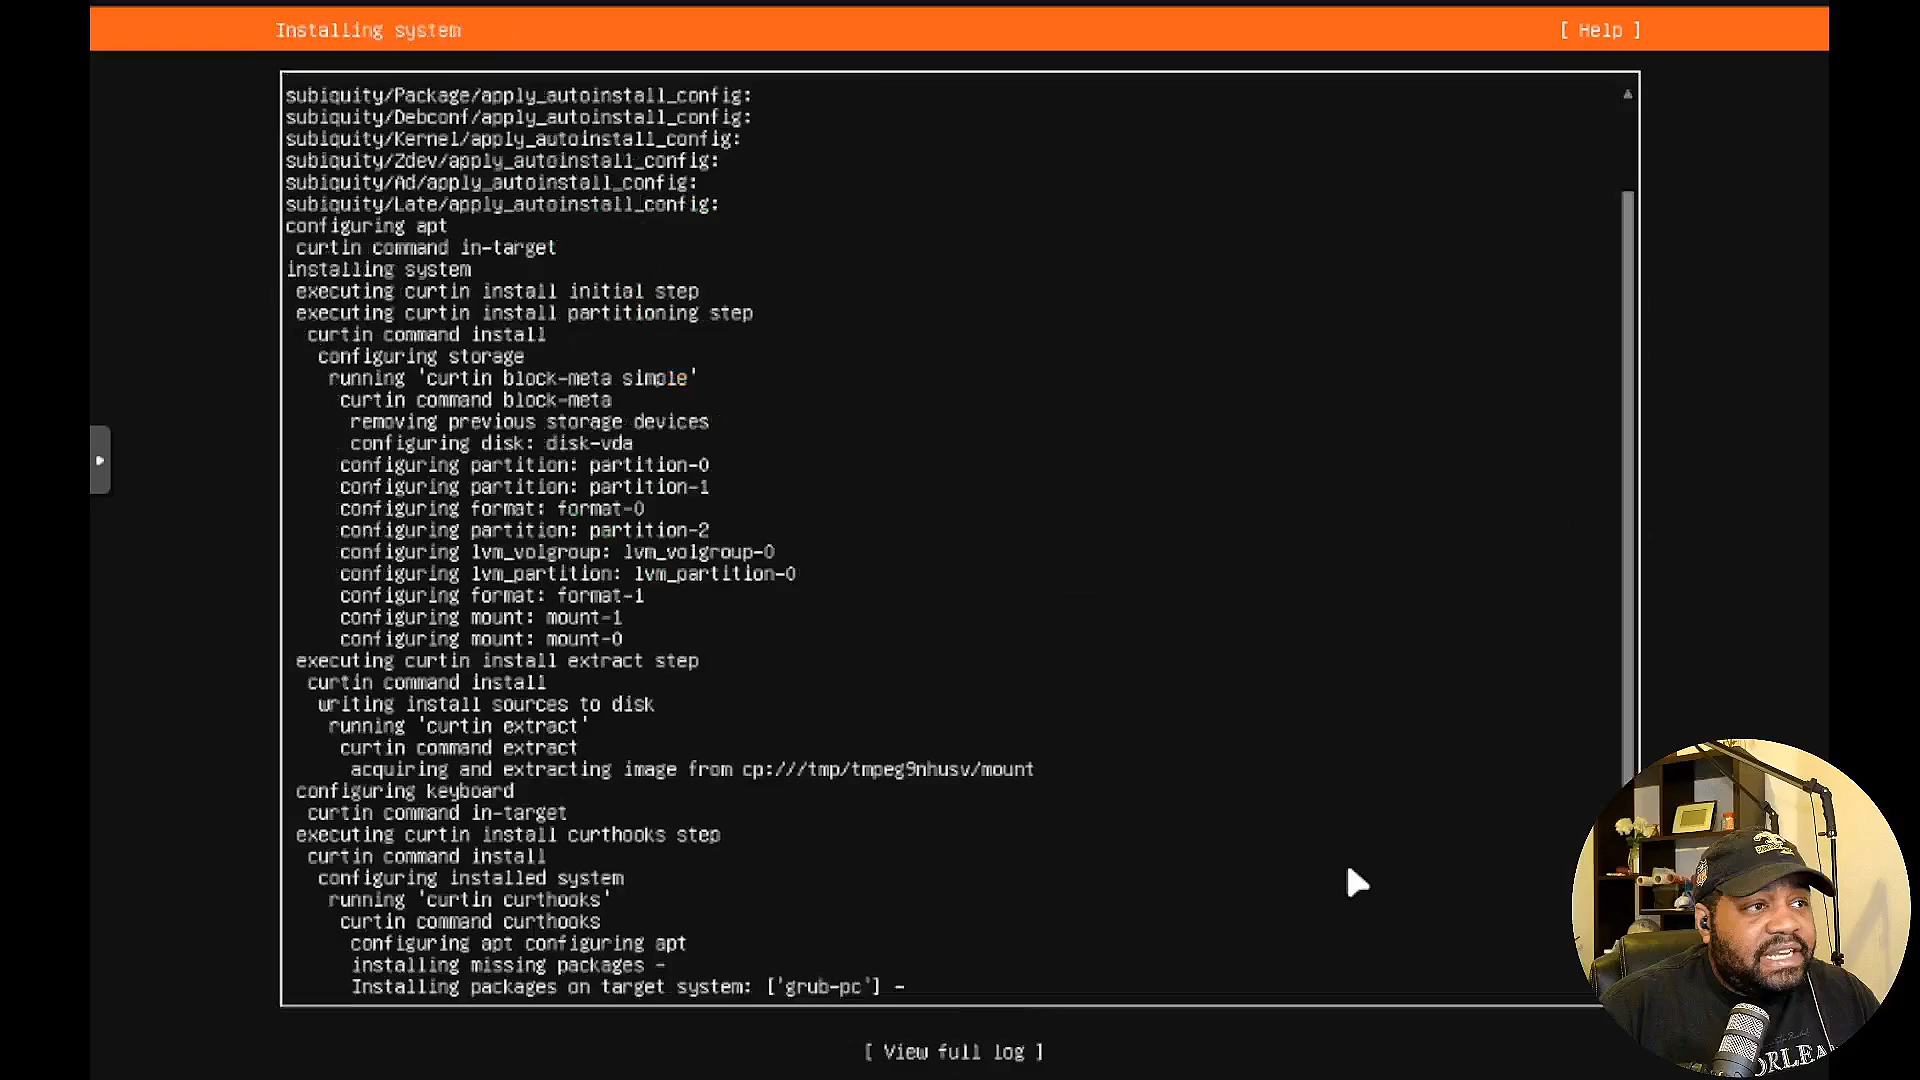 Installing system
[ Help ]
subiquity/Package/apply_autoinstall_config:
subiquity/Debconf/apply_autoinstall_config:
subiquity/Kernel/apply_autoinstall_config:
subiquity/Zdev/apply_autoinstall_config:
subiquity/Ad/apply_autoinstall_config:
subiquity/Late/apply_autoinstall_config:
configuring apt
curtin command in-target
installing system
executing curtin install initial step
executing curtin install partitioning step
curtin command install
configuring storage
running 'curtin block-meta simple'
curtin command block-meta
removing previous storage devices
configuring disk: disk-vda
configuring partition: partition-0
configuring partition: partition-1
configuring format: format-0
configuring partition: partition-2
configuring lvm_volgroup: lvm_volgroup-0
configuring lvm_partition: lvm_partition-0
configuring format: format-1
configuring mount: mount-1
configuring mount: mount-0
executing curtin install extract step
curtin command install
writing install sources to disk
running 'curtin extract'
curtin command extract
acquiring and extracting image from cp:///tmp/tmpeg9nhusv/mount
configuring keyboard
curtin command in-target
executing curtin install curthooks step
curtin command install
configuring installed system
running 'curtin curthooks'
curtin command curthooks
configuring apt configuring apt
installing missing packages -
Installing packages on target system: ['grub-pc'] -
[ View full log ]